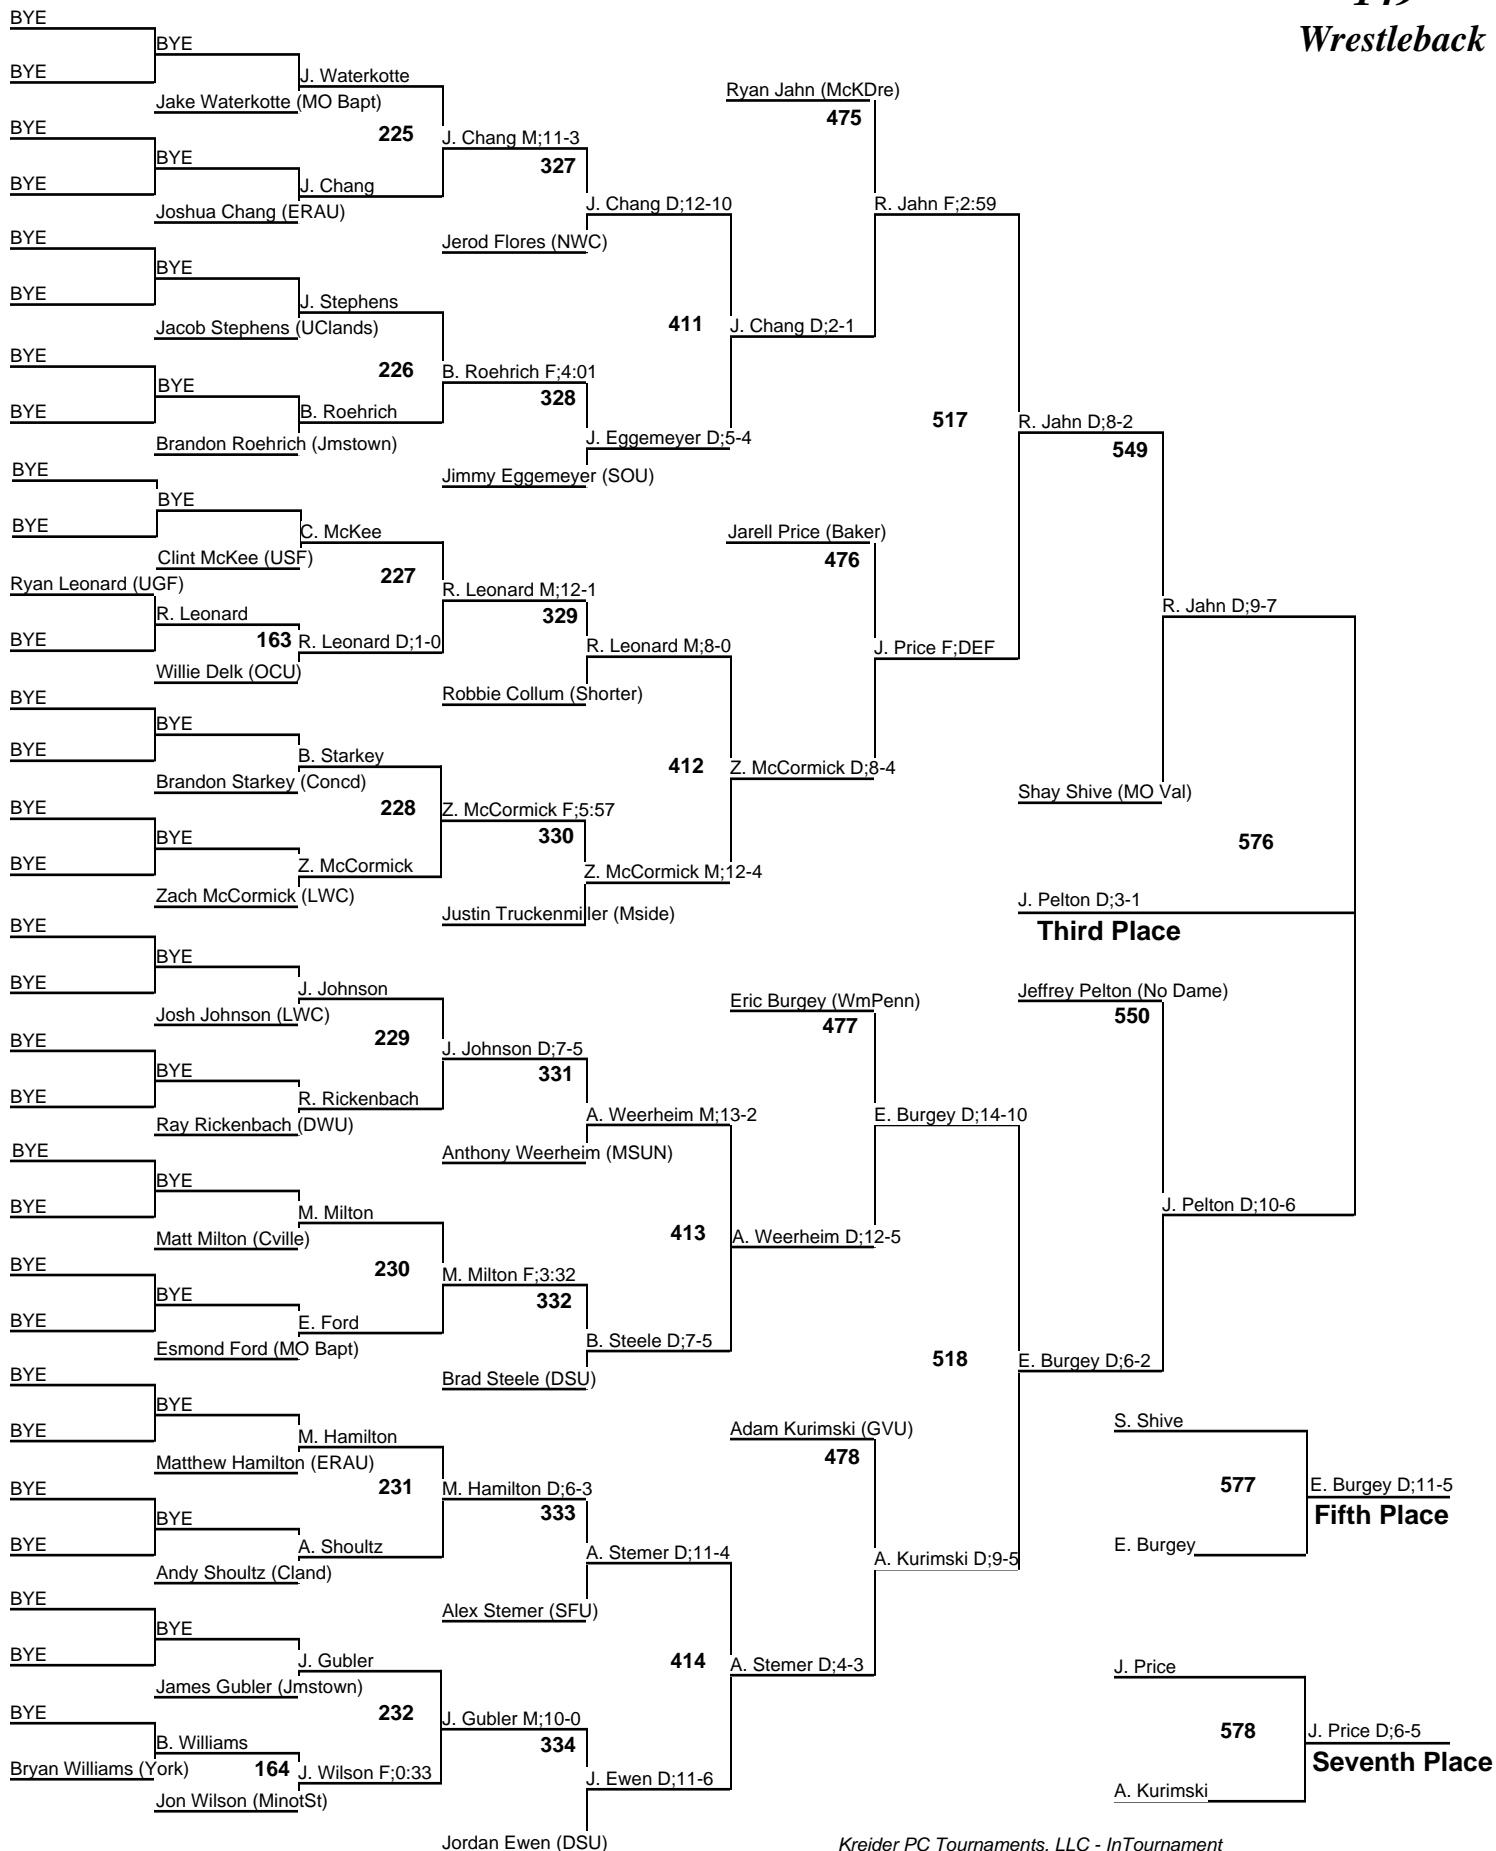 149
Wrestleback
BYE
BYE
BYE
J. Waterkotte
Jake Waterkotte (MO Bapt)
225
BYE
BYE
BYE
J. Chang
Joshua Chang (ERAU)
J. Chang M;11-3
327
J. Chang D;12-10
Jerod Flores (NWC)
BYE
BYE
BYE
J. Stephens
Jacob Stephens (UClands)
226
BYE
BYE
BYE
B. Roehrich
Brandon Roehrich (Jmstown)
B. Roehrich F;4:01
328
J. Eggemeyer D;5-4
Jimmy Eggemeyer (SOU)
411
J. Chang D;2-1
Ryan Jahn (McKDre)
475
R. Jahn F;2:59
BYE
BYE
BYE
C. McKee
Clint McKee (USF)
227
Ryan Leonard (UGF)
BYE
R. Leonard
163
R. Leonard D;1-0
Willie Delk (OCU)
R. Leonard M;12-1
329
R. Leonard M;8-0
Robbie Collum (Shorter)
BYE
BYE
BYE
B. Starkey
Brandon Starkey (Concd)
228
BYE
BYE
BYE
Z. McCormick
Zach McCormick (LWC)
Z. McCormick F;5:57
330
Z. McCormick M;12-4
Justin Truckenmiller (Mside)
412
Z. McCormick D;8-4
Jarell Price (Baker)
476
J. Price F;DEF
517
R. Jahn D;8-2
549
R. Jahn D;9-7
Shay Shive (MO Val)
576
J. Pelton D;3-1
Third Place
BYE
BYE
BYE
J. Johnson
Josh Johnson (LWC)
229
BYE
BYE
BYE
R. Rickenbach
Ray Rickenbach (DWU)
J. Johnson D;7-5
331
A. Weerheim M;13-2
Anthony Weerheim (MSUN)
BYE
BYE
BYE
M. Milton
Matt Milton (Cville)
230
BYE
BYE
BYE
E. Ford
Esmond Ford (MO Bapt)
M. Milton F;3:32
332
B. Steele D;7-5
Brad Steele (DSU)
413
A. Weerheim D;12-5
Eric Burgey (WmPenn)
477
E. Burgey D;14-10
BYE
BYE
BYE
M. Hamilton
Matthew Hamilton (ERAU)
231
BYE
BYE
BYE
A. Shoultz
Andy Shoultz (Cland)
M. Hamilton D;6-3
333
A. Stemer D;11-4
Alex Stemer (SFU)
BYE
BYE
BYE
J. Gubler
James Gubler (Jmstown)
232
BYE
Bryan Williams (York)
B. Williams
164
J. Wilson F;0:33
Jon Wilson (MinotSt)
J. Gubler M;10-0
334
J. Ewen D;11-6
Jordan Ewen (DSU)
414
A. Stemer D;4-3
Adam Kurimski (GVU)
478
A. Kurimski D;9-5
518
E. Burgey D;6-2
Jeffrey Pelton (No Dame)
550
J. Pelton D;10-6
S. Shive
577
E. Burgey
E. Burgey D;11-5
Fifth Place
J. Price
578
A. Kurimski
J. Price D;6-5
Seventh Place
Kreider PC Tournaments, LLC - InTournament